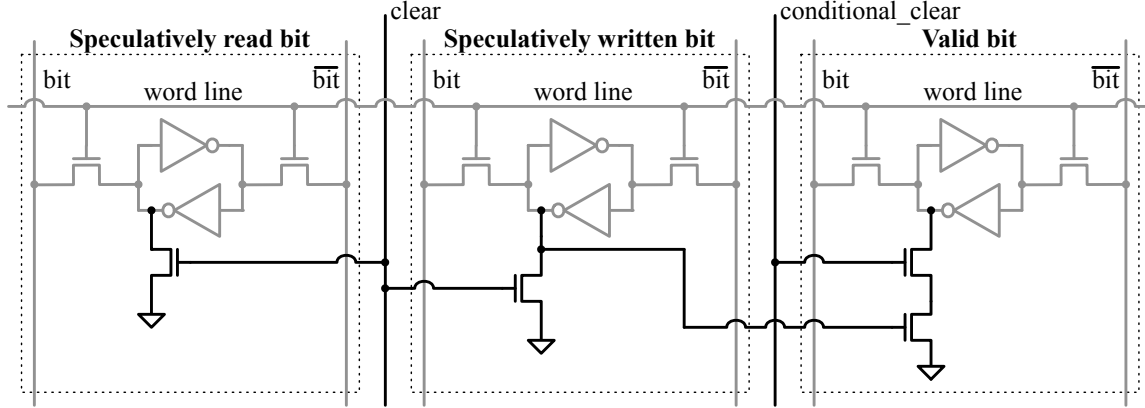 clear
conditional_clear
Speculatively read bit
Speculatively written bit
Valid bit
bit
word line
bit
bit
word line
bit
bit
word line
bit